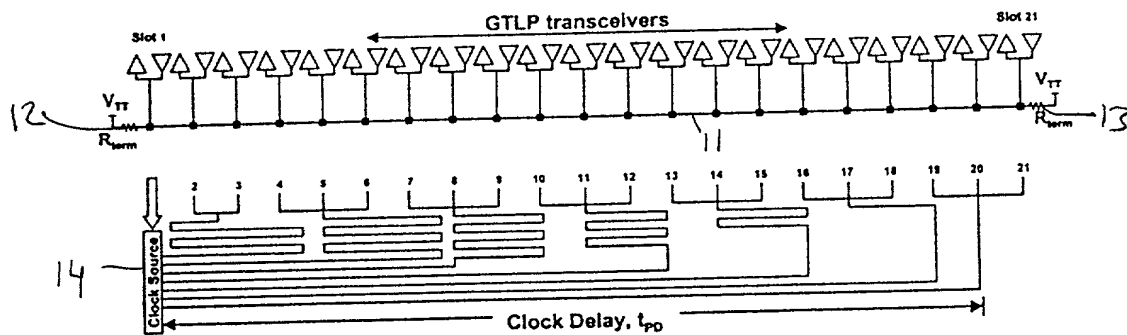 GTLP transceivers
Slot 1
Slot 21
V_TT
V_TT
12
R_term
11
R_term
13
2 3 4 5 6 7 8 9 10 11 12 13 14 15 16 17 18 19 20 21
14
Clock Source
Clock Delay, t_PD